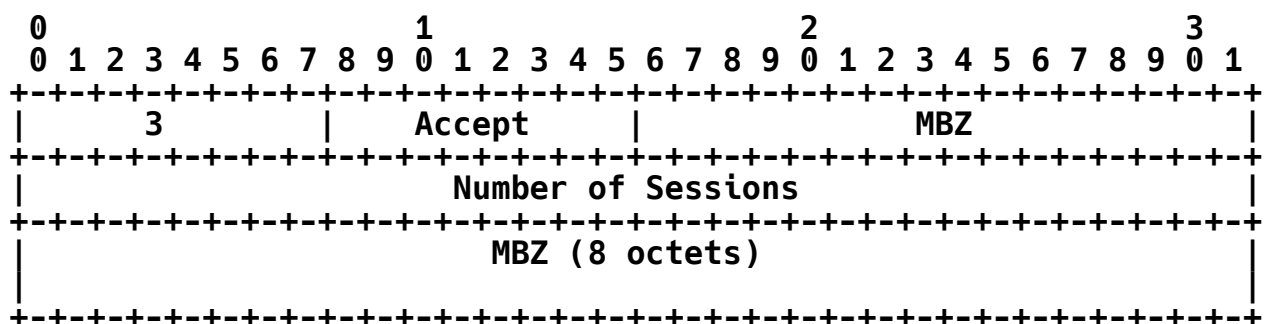 0                   1                   2                   3
 0 1 2 3 4 5 6 7 8 9 0 1 2 3 4 5 6 7 8 9 0 1 2 3 4 5 6 7 8 9 0 1
+-+-+-+-+-+-+-+-+-+-+-+-+-+-+-+-+-+-+-+-+-+-+-+-+-+-+-+-+-+-+-+-+
|      3        |    Accept     |              MBZ              |
+-+-+-+-+-+-+-+-+-+-+-+-+-+-+-+-+-+-+-+-+-+-+-+-+-+-+-+-+-+-+-+-+
|                      Number of Sessions                       |
+-+-+-+-+-+-+-+-+-+-+-+-+-+-+-+-+-+-+-+-+-+-+-+-+-+-+-+-+-+-+-+-+
|                        MBZ (8 octets)                         |
|                                                               |
+-+-+-+-+-+-+-+-+-+-+-+-+-+-+-+-+-+-+-+-+-+-+-+-+-+-+-+-+-+-+-+-+